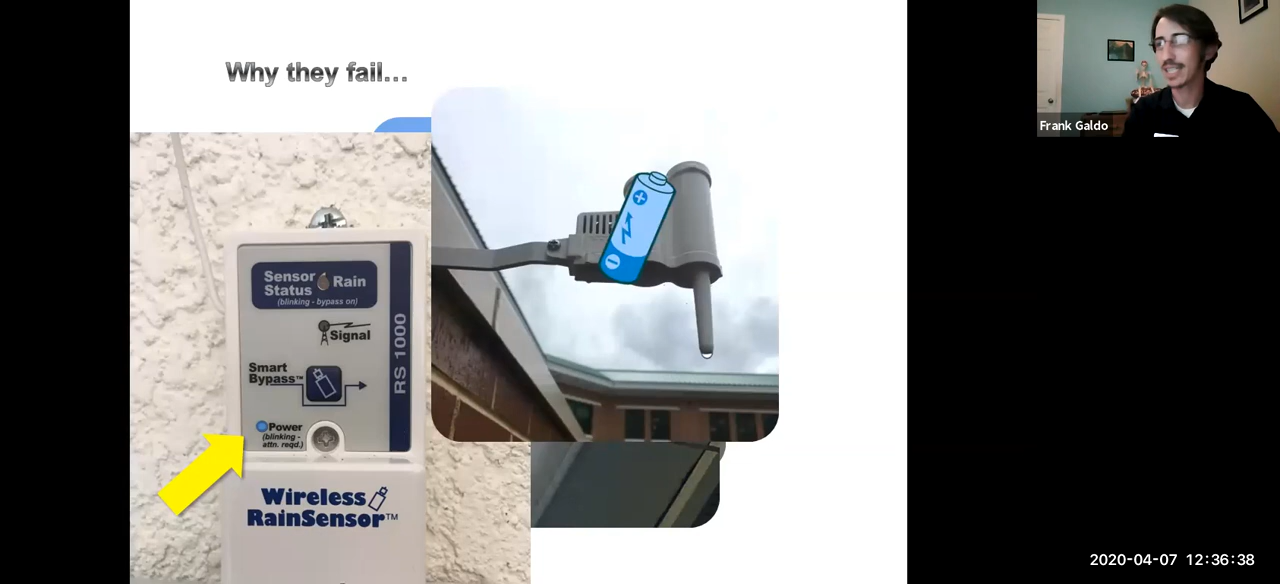 Why they fail...
Sensor Status Rain
(blinking - bypass on)
Signal
Smart
Bypass™
RS 1000
Power
(blinking -
attn. reqd.)
Wireless
RainSensor™
Frank Galdo
2020-04-07 12:36:38